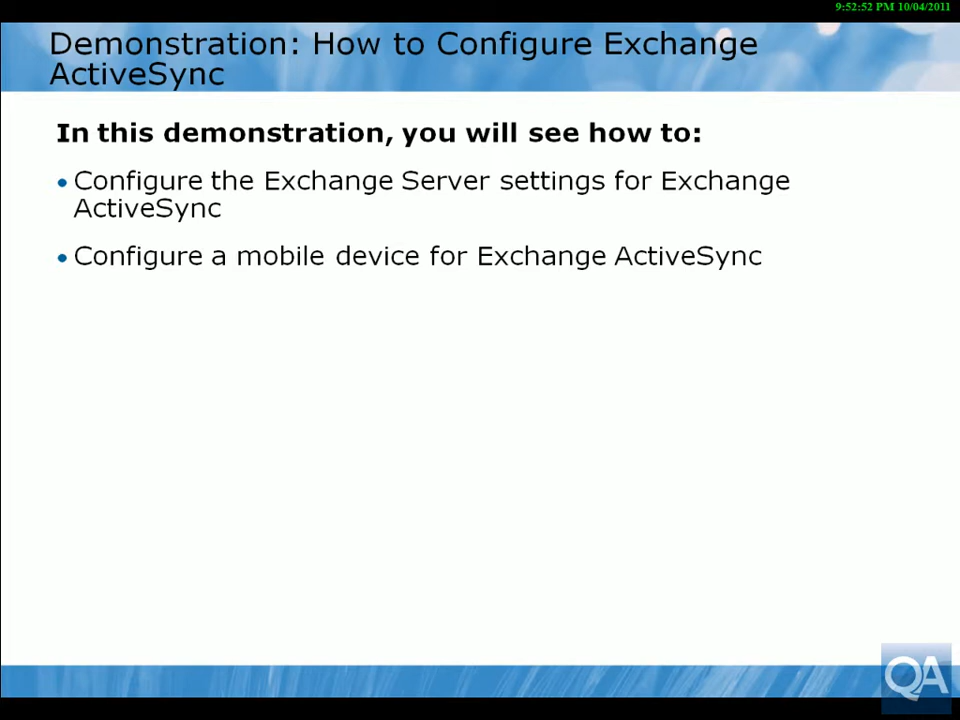 9:52:52 PM 10/04/2011
Demonstration: How to Configure Exchange
ActiveSync
In this demonstration, you will see how to:
• Configure the Exchange Server settings for Exchange
ActiveSync
• Configure a mobile device for Exchange ActiveSync
QA